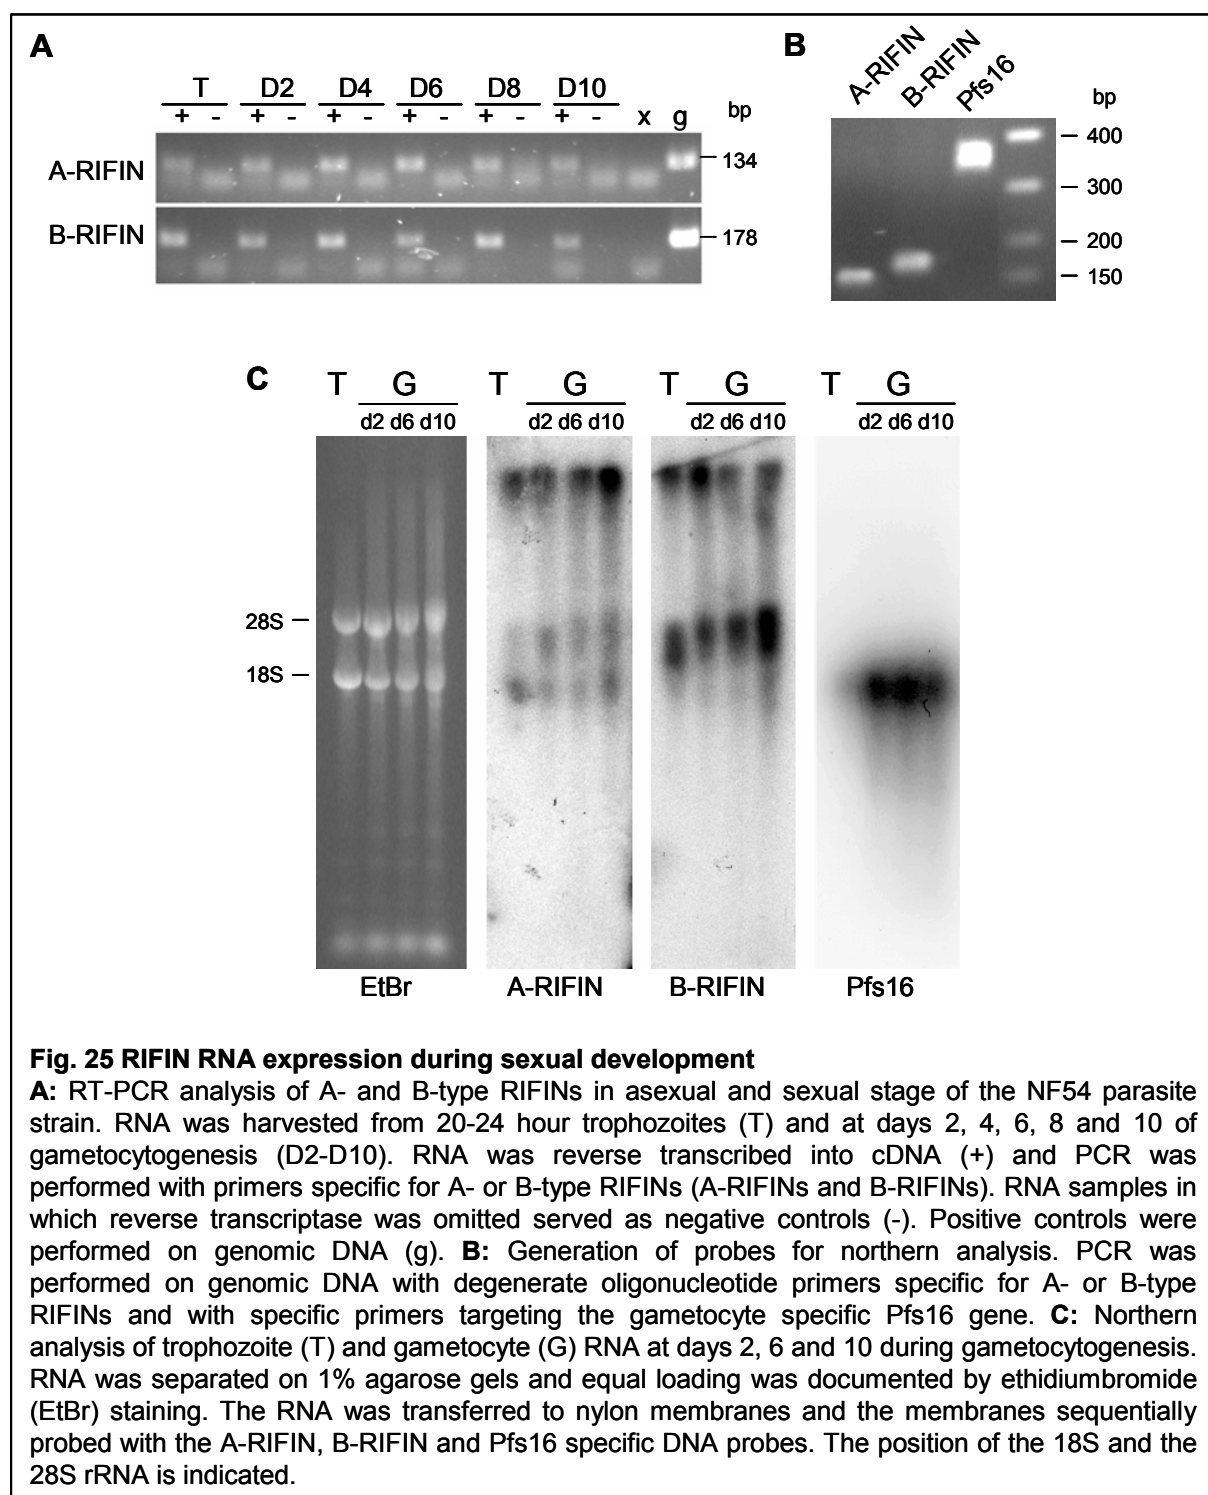 A
T D2 D4 D6 D8 D10
+ - + - + - + - + - + - x g bp
A-RIFIN
134
B-RIFIN
178
B
A-RIFIN B-RIFIN Pfs16
bp
400
300
200
150
C
T G T G T G T G
d2 d6 d10 d2 d6 d10 d2 d6 d10 d2 d6 d10
28S
18S
EtBr A-RIFIN B-RIFIN Pfs16
Fig. 25 RIFIN RNA expression during sexual development
A: RT-PCR analysis of A- and B-type RIFINs in asexual and sexual stage of the NF54 parasite
strain. RNA was harvested from 20-24 hour trophozoites (T) and at days 2, 4, 6, 8 and 10 of
gametocytogenesis (D2-D10). RNA was reverse transcribed into cDNA (+) and PCR was
performed with primers specific for A- or B-type RIFINs (A-RIFINs and B-RIFINs). RNA samples in
which reverse transcriptase was omitted served as negative controls (-). Positive controls were
performed on genomic DNA (g). B: Generation of probes for northern analysis. PCR was
performed on genomic DNA with degenerate oligonucleotide primers specific for A- or B-type
RIFINs and with specific primers targeting the gametocyte specific Pfs16 gene. C: Northern
analysis of trophozoite (T) and gametocyte (G) RNA at days 2, 6 and 10 during gametocytogenesis.
RNA was separated on 1% agarose gels and equal loading was documented by ethidiumbromide
(EtBr) staining. The RNA was transferred to nylon membranes and the membranes sequentially
probed with the A-RIFIN, B-RIFIN and Pfs16 specific DNA probes. The position of the 18S and the
28S rRNA is indicated.